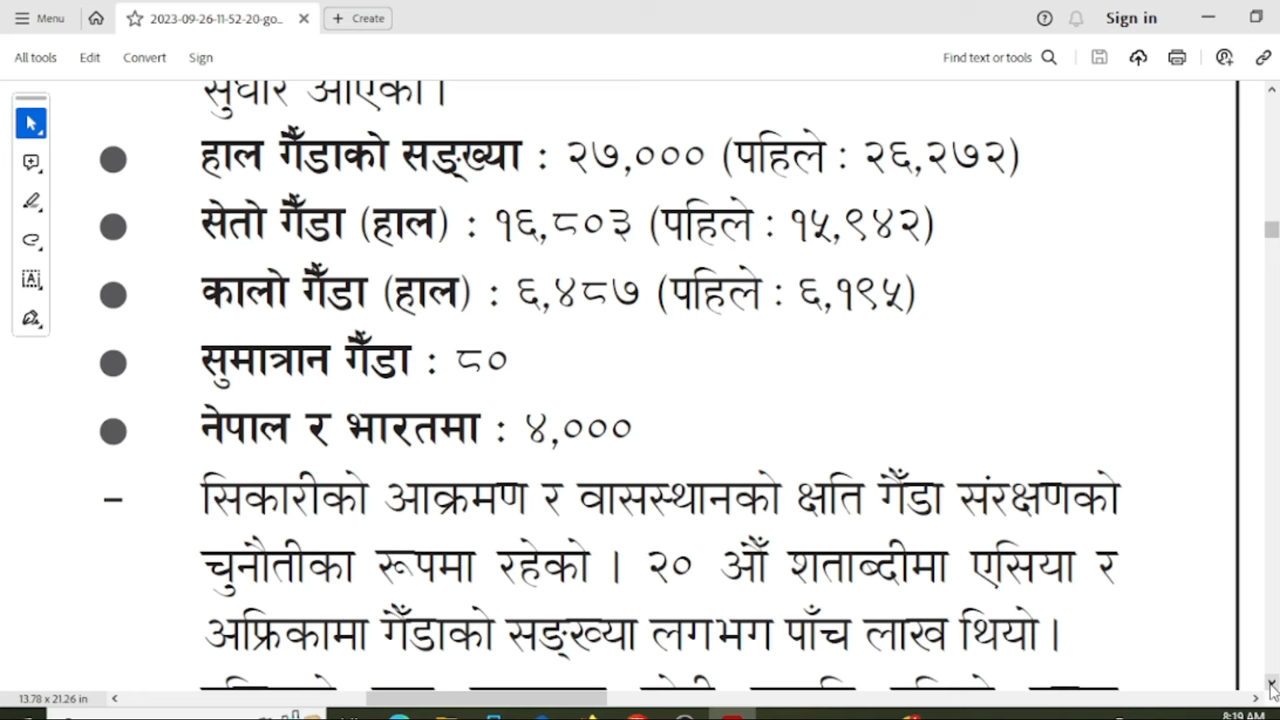 Menu
2023-09-26-11-52-20-go...
Create
Sign in
All tools
Edit
Convert
Sign
Find text or tools
सुधार आएको।
हाल गैँडाको सङ्ख्या : २७,००० (पहिले : २६,२७२)
सेतो गैँडा (हाल) : १६,८०३ (पहिले : १५,९४२)
कालो गैँडा (हाल) : ६,४८७ (पहिले : ६,१९५)
सुमात्रान गैँडा : ८०
नेपाल र भारतमा : ४,०००
– सिकारीको आक्रमण र वासस्थानको क्षति गैँडा संरक्षणको
चुनौतीका रूपमा रहेको । २० औँ शताब्दीमा एसिया र
अफ्रिकामा गैँडाको सङ्ख्या लगभग पाँच लाख थियो।
13.78 x 21.26 in
8:19 AM